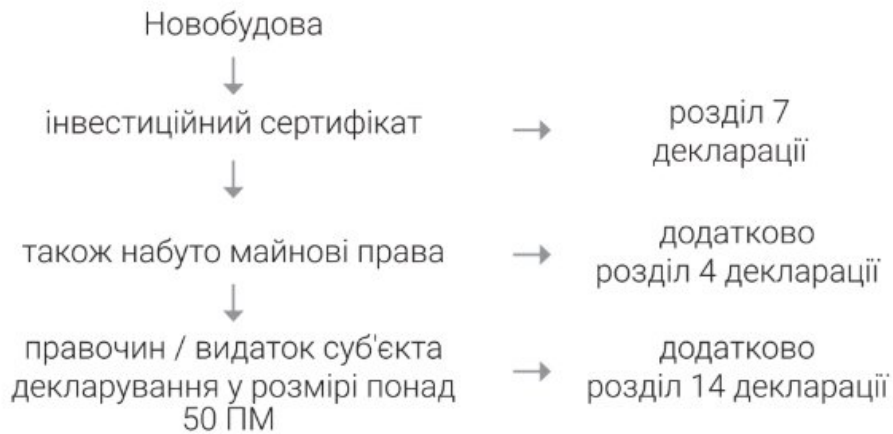 Новобудова
інвестиційний сертифікат
розділ 7
декларації
також набуто майнові права
додатково
розділ 4 декларації
правочин / видаток суб'єкта
декларування у розмірі понад
50 ПМ
додатково
розділ 14 декларації